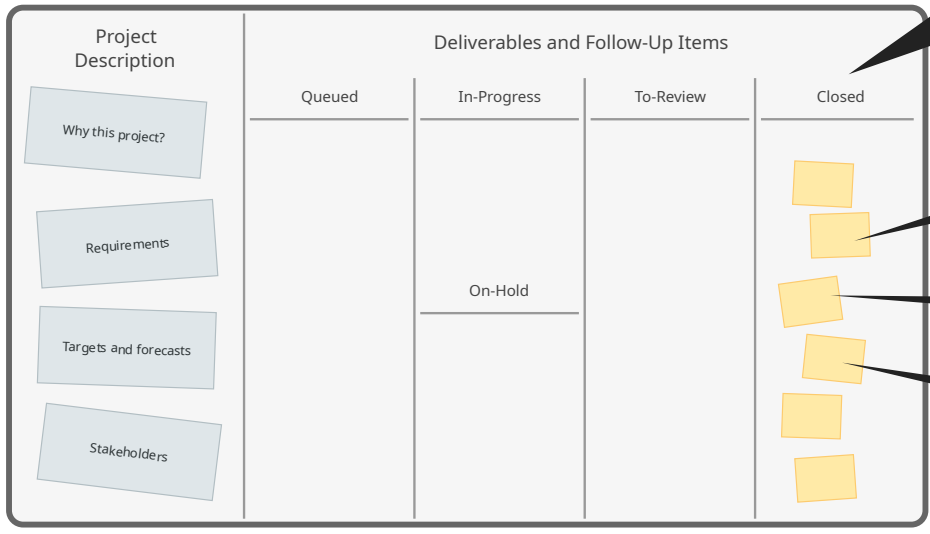 Project
Description
Deliverables and Follow-Up Items
Queued
In-Progress
To-Review
Closed
Why this project?
Requirements
On-Hold
Targets and forecasts
Stakeholders